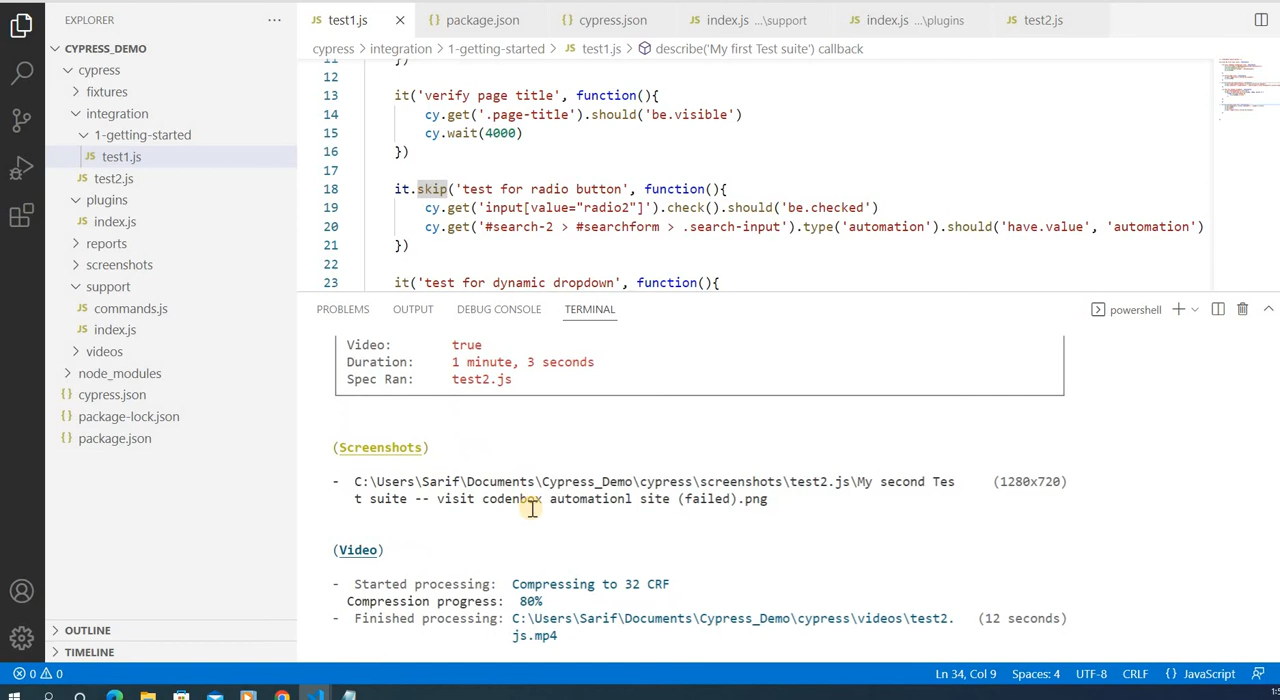 EXPLORER
test1.js
package.json
cypress.json
index.js ...\support
index.js ...\plugins
test2.js
CYPRESS_DEMO
cypress > integration > 1-getting-started > test1.js > describe('My first Test suite') callback
cypress
fixtures
integration
1-getting-started
test1.js
test2.js
plugins
index.js
reports
screenshots
support
commands.js
index.js
videos
node_modules
cypress.json
package-lock.json
package.json
OUTLINE
TIMELINE
11 })
12
13 it('verify page title', function(){
14 cy.get('.page-title').should('be.visible')
15 cy.wait(4000)
16 })
17
18 it.skip('test for radio button', function(){
19 cy.get('input[value="radio2"]').check().should('be.checked')
20 cy.get('#search-2 > #searchform > .search-input').type('automation').should('have.value', 'automation')
21 })
22
23 it('test for dynamic dropdown', function(){
PROBLEMS OUTPUT DEBUG CONSOLE TERMINAL powershell
Video: true
Duration: 1 minute, 3 seconds
Spec Ran: test2.js
(Screenshots)
- C:\Users\Sarif\Documents\Cypress_Demo\cypress\screenshots\test2.js\My second Tes (1280x720)
t suite -- visit codenbox automationl site (failed).png
(Video)
- Started processing: Compressing to 32 CRF
Compression progress: 80%
- Finished processing: C:\Users\Sarif\Documents\Cypress_Demo\cypress\videos\test2. (12 seconds)
js.mp4
0 0 Ln 34, Col 9 Spaces: 4 UTF-8 CRLF {} JavaScript